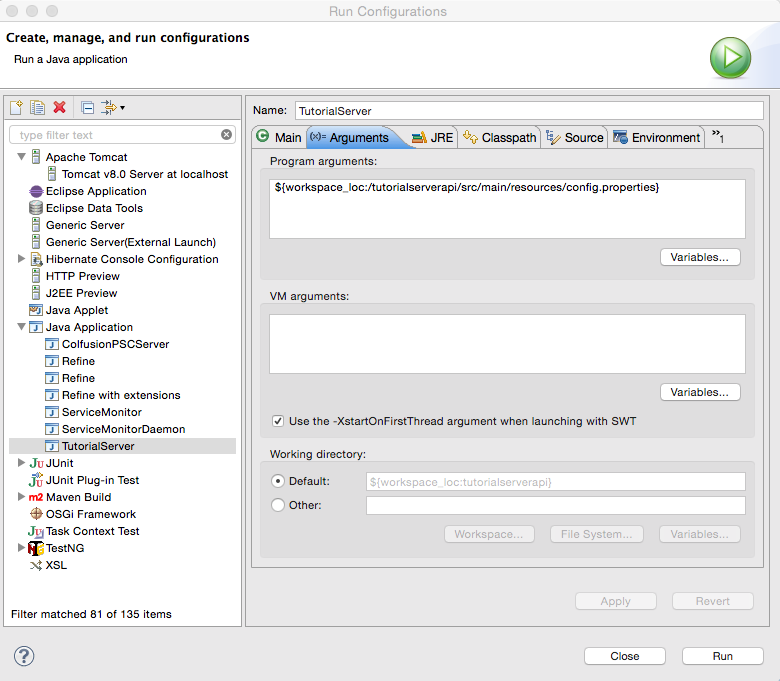 Run Configurations
Create, manage, and run configurations
Run a Java application
type filter text
Apache Tomcat
Tomcat v8.0 Server at localhost
Eclipse Application
Eclipse Data Tools
Generic Server
Generic Server(External Launch)
Hibernate Console Configuration
HTTP Preview
J2EE Preview
Java Applet
Java Application
ColfusionPSCServer
Refine
Refine
Refine with extensions
ServiceMonitor
ServiceMonitorDaemon
TutorialServer
JUnit
JUnit Plug-in Test
Maven Build
OSGi Framework
Task Context Test
TestNG
XSL
Filter matched 81 of 135 items
Name: TutorialServer
Main (x)= Arguments JRE Classpath Source Environment »1
Program arguments:
${workspace_loc:/tutorialserverapi/src/main/resources/config.properties}
Variables...
VM arguments:
Variables...
Use the -XstartOnFirstThread argument when launching with SWT
Working directory:
Default: ${workspace_loc:tutorialserverapi}
Other:
Workspace... File System... Variables...
Apply Revert
? Close Run